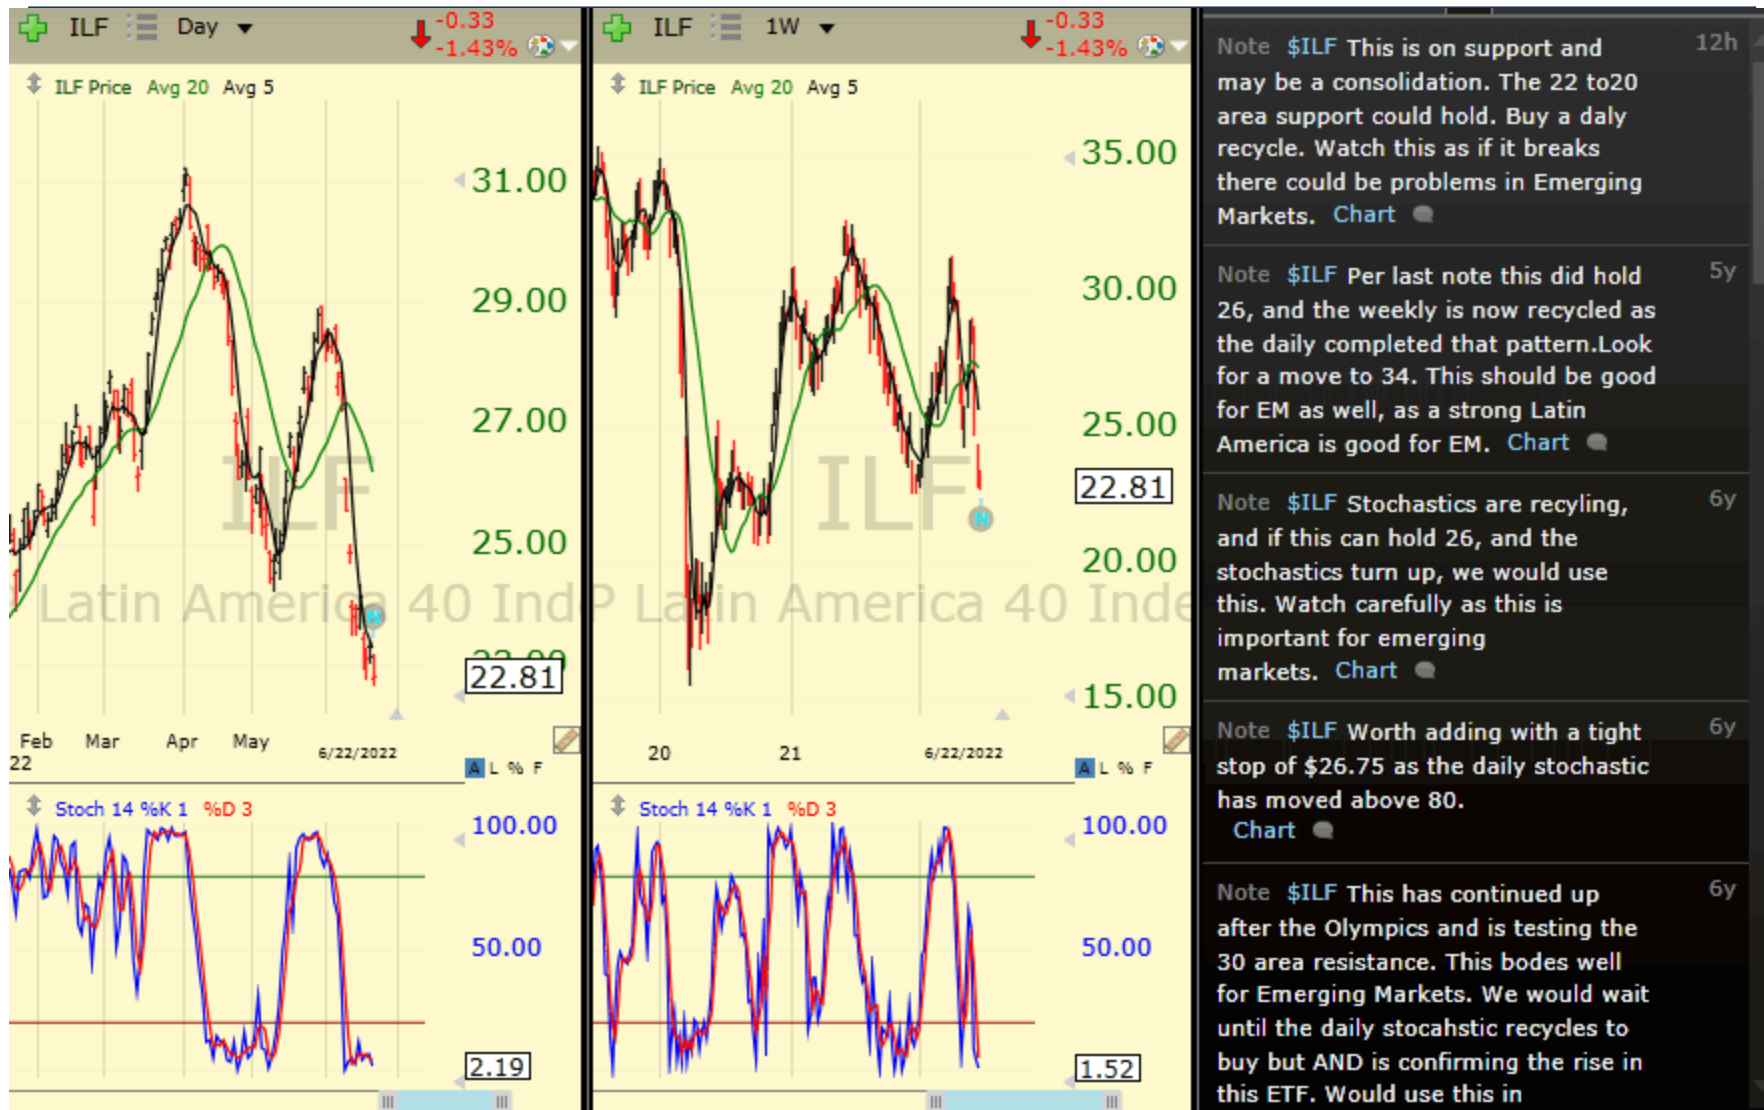 ILF Day -0.33
-1.43%
ILF Price Avg 20 Avg 5
31.00
29.00
27.00
25.00
22.81
ILF
Latin America 40 Ind
Feb Mar Apr May 6/22/2022
22
A L % F
Stoch 14 %K 1 %D 3
100.00
50.00
2.19
ILF 1W -0.33
-1.43%
ILF Price Avg 20 Avg 5
35.00
30.00
25.00
22.81
20.00
15.00
ILF
P Latin America 40 Inde
N
20 21 6/22/2022
A L % F
Stoch 14 %K 1 %D 3
100.00
50.00
1.52
Note $ILF This is on support and 12h
may be a consolidation. The 22 to20
area support could hold. Buy a daly
recycle. Watch this as if it breaks
there could be problems in Emerging
Markets. Chart
Note $ILF Per last note this did hold 5y
26, and the weekly is now recycled as
the daily completed that pattern.Look
for a move to 34. This should be good
for EM as well, as a strong Latin
America is good for EM. Chart
Note $ILF Stochastics are recyling, 6y
and if this can hold 26, and the
stochastics turn up, we would use
this. Watch carefully as this is
important for emerging
markets. Chart
Note $ILF Worth adding with a tight 6y
stop of $26.75 as the daily stochastic
has moved above 80.
Chart
Note $ILF This has continued up 6y
after the Olympics and is testing the
30 area resistance. This bodes well
for Emerging Markets. We would wait
until the daily stocahstic recycles to
buy but AND is confirming the rise in
this ETF. Would use this in